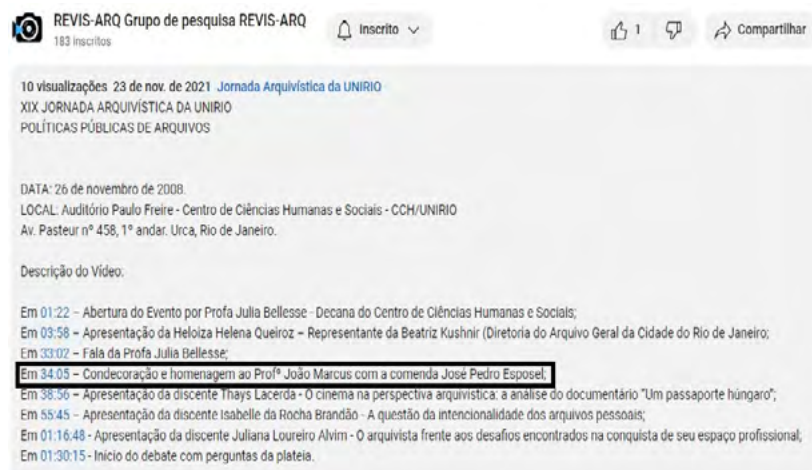 REVIS-ARQ Grupo de pesquisa REVIS-ARQ
183 inscritos
Inscrito
1
Compartilhar
10 visualizações 23 de nov. de 2021 Jornada Arquivística da UNIRIO
XIX JORNADA ARQUIVÍSTICA DA UNIRIO
POLÍTICAS PÚBLICAS DE ARQUIVOS
DATA: 26 de novembro de 2008.
LOCAL: Auditório Paulo Freire - Centro de Ciências Humanas e Sociais - CCH/UNIRIO
Av. Pasteur nº 458, 1º andar. Urca, Rio de Janeiro.
Descrição do Vídeo:
Em 01:22 – Abertura do Evento por Profa Julia Bellesse - Decana do Centro de Ciências Humanas e Sociais;
Em 03:58 – Apresentação da Heloiza Helena Queiroz – Representante da Beatriz Kushnir (Diretoria do Arquivo Geral da Cidade do Rio de Janeiro;
Em 33:02 – Fala da Profa Julia Bellesse;
Em 34:05 – Condecoração e homenagem ao Profº João Marcus com a comenda José Pedro Esposel;
Em 38:56 – Apresentação da discente Thays Lacerda - O cinema na perspectiva arquivística: a análise do documentário "Um passaporte húngaro";
Em 55:45 – Apresentação da discente Isabelle da Rocha Brandão - A questão da intencionalidade dos arquivos pessoais;
Em 01:16:48 - Apresentação da discente Juliana Loureiro Alvim - O arquivista frente aos desafios encontrados na conquista de seu espaço profissional;
Em 01:30:15 - Inicio do debate com perguntas da plateia.